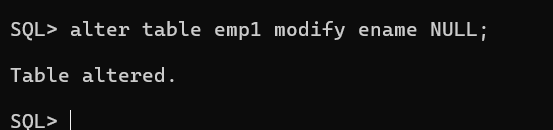 SQL> alter table emp1 modify ename NULL;
Table altered.
SQL>